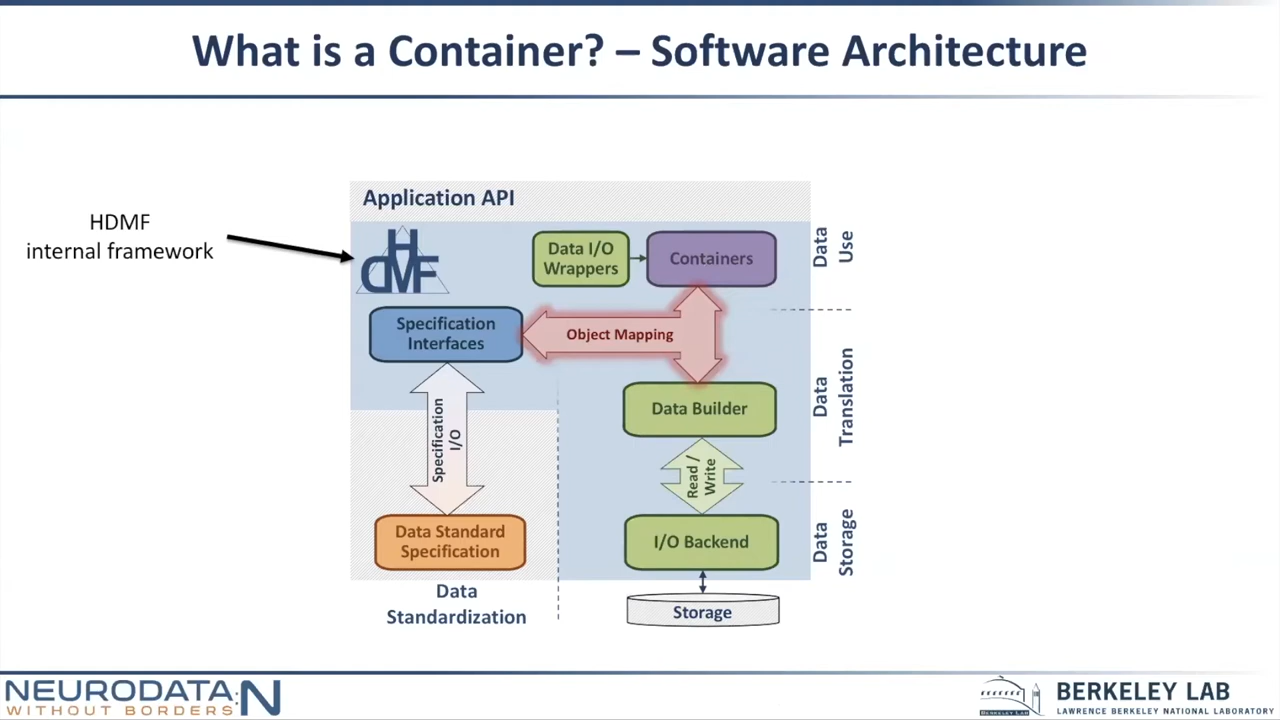 What is a Container? – Software Architecture
HDMF
internal framework
Application API
HDMF
Data I/O
Wrappers
Containers
Data
Use
Specification
Interfaces
Object Mapping
Data
Translation
Data Builder
Specification
I/O
Read /
Write
Data Standard
Specification
I/O Backend
Data
Storage
Data
Standardization
Storage
NEURODATA:N
WITHOUT BORDERS
BERKELEY LAB
BERKELEY LAB
LAWRENCE BERKELEY NATIONAL LABORATORY